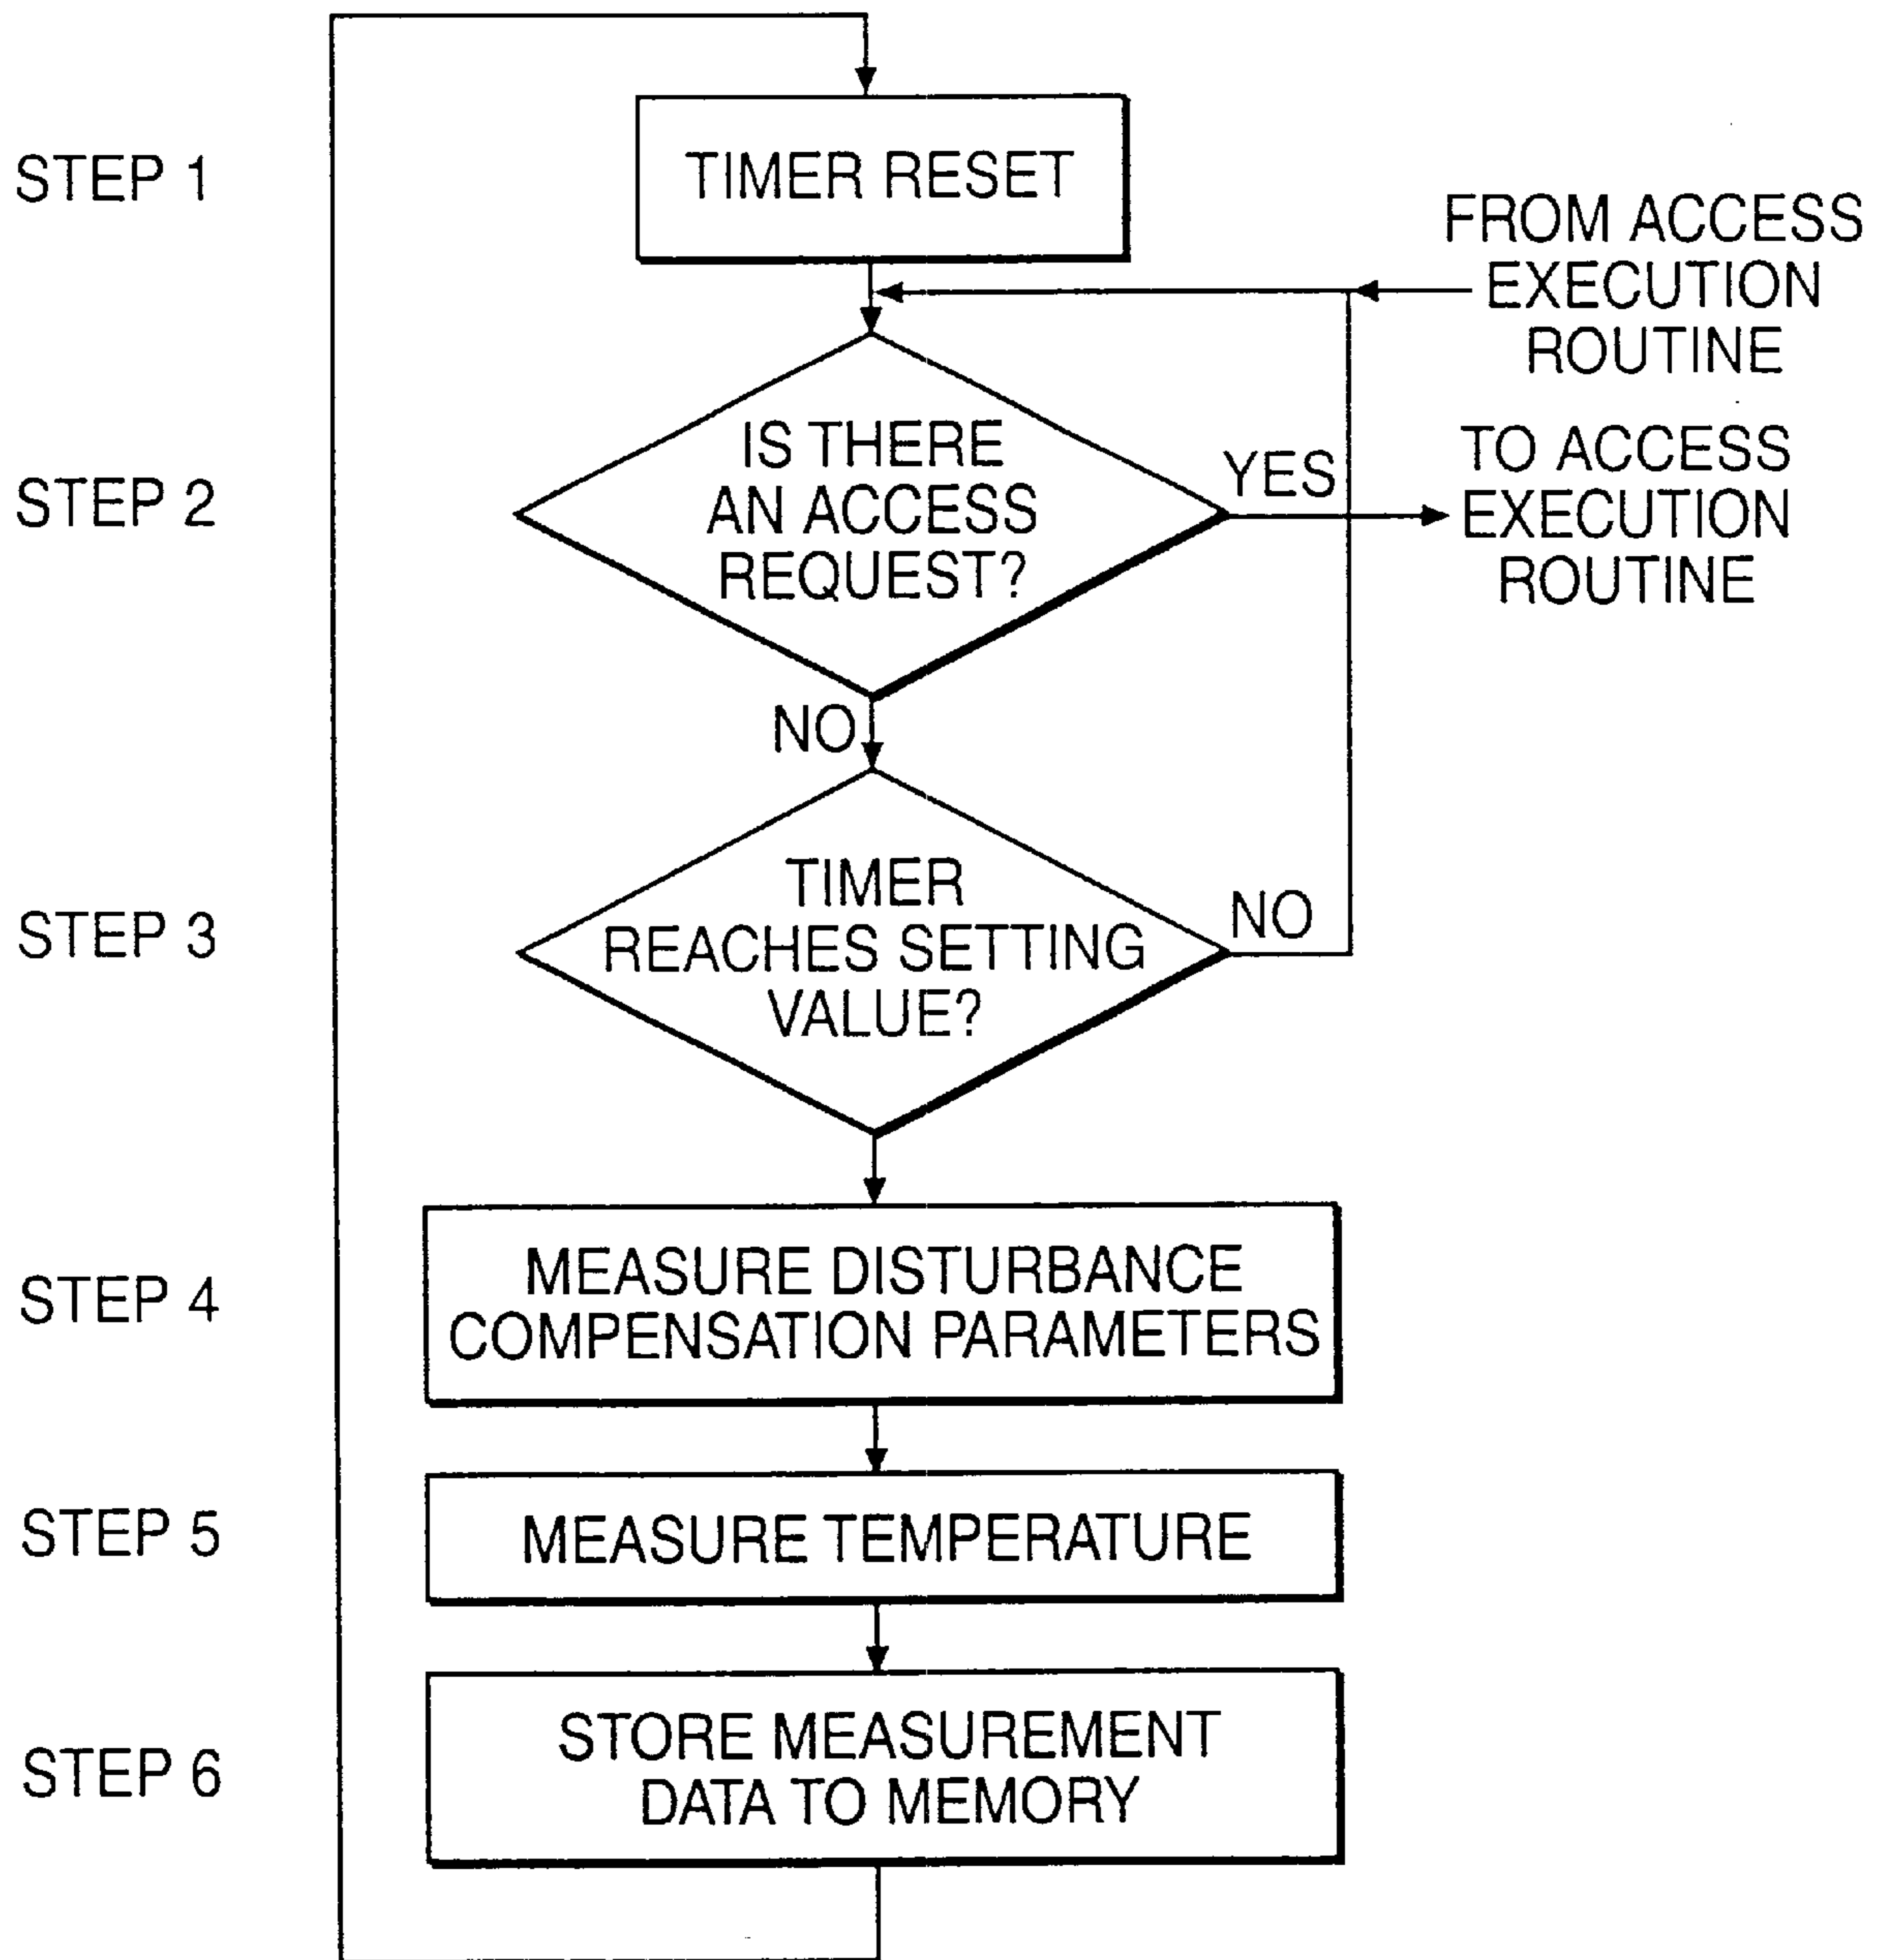 STEP 1
TIMER RESET
FROM ACCESS
EXECUTION
ROUTINE
STEP 2
IS THERE
AN ACCESS
REQUEST?
YES
TO ACCESS
EXECUTION
ROUTINE
NO
STEP 3
TIMER
REACHES SETTING
VALUE?
NO
STEP 4
MEASURE DISTURBANCE
COMPENSATION PARAMETERS
STEP 5
MEASURE TEMPERATURE
STEP 6
STORE MEASUREMENT
DATA TO MEMORY